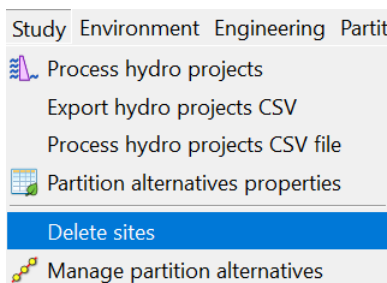 Study Environment Engineering Partit
Process hydro projects
Export hydro projects CSV
Process hydro projects CSV file
Partition alternatives properties
Delete sites
Manage partition alternatives